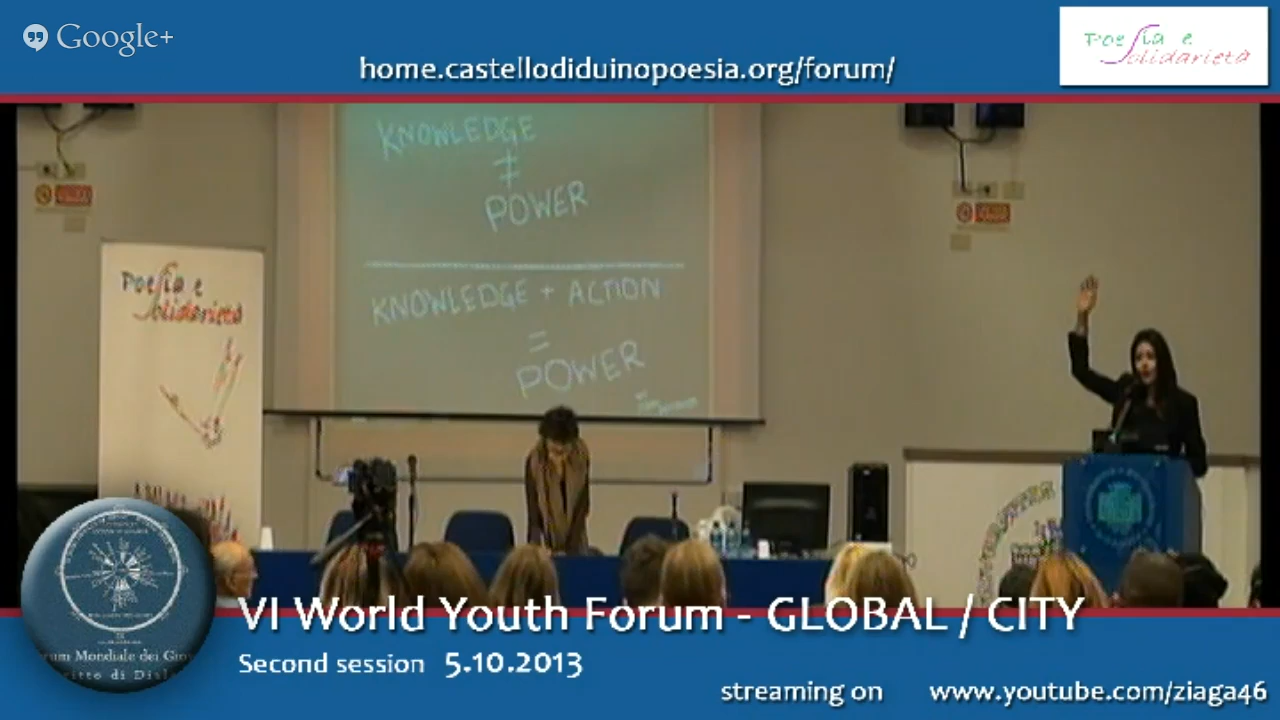 Google+
home.castellodiduinopoesia.org/forum/
Poesia e
Solidarietà
KNOWLEDGE
≠
POWER
KNOWLEDGE + ACTION
=
POWER
Poesia e
Solidarietà
VI World Youth Forum - GLOBAL / CITY
Second session 5.10.2013
streaming on www.youtube.com/ziaga46